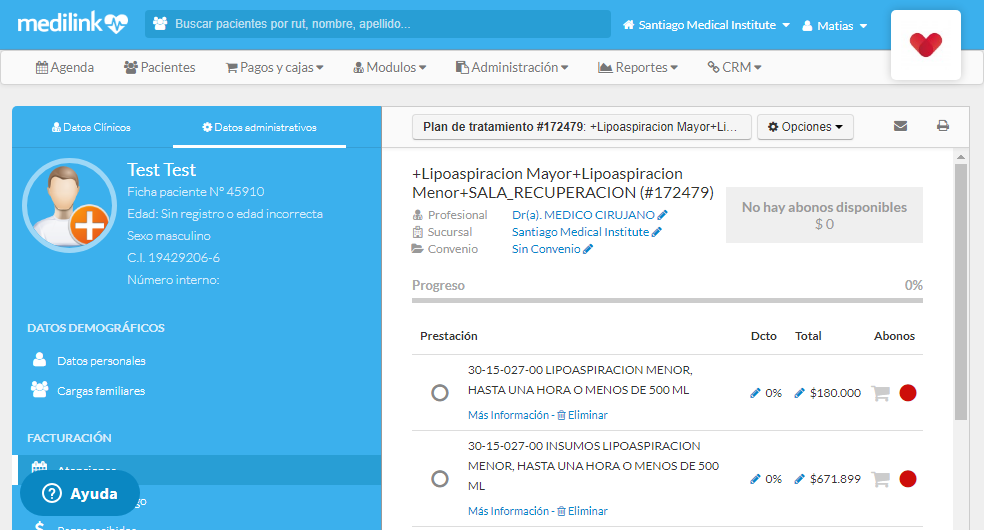 medilink
Buscar pacientes por rut, nombre, apellido...
Santiago Medical Institute
Matias
Agenda
Pacientes
Pagos y cajas
Modulos
Administración
Reportes
CRM
Datos Clínicos
Datos administrativos
Test Test
Ficha paciente N° 45910
Edad: Sin registro o edad incorrecta
Sexo masculino
C.I. 19429206-6
Número interno:
DATOS DEMOGRÁFICOS
Datos personales
Cargas familiares
FACTURACIÓN
Atenciones
go
Pagos recibidos
Ayuda
Plan de tratamiento #172479: +Lipoaspiracion Mayor+Li...
Opciones
+Lipoaspiracion Mayor+Lipoaspiracion
Menor+SALA_RECUPERACION (#172479)
Profesional Dr(a). MEDICO CIRUJANO
Sucursal Santiago Medical Institute
Convenio Sin Convenio
No hay abonos disponibles
$ 0
Progreso 0%
Prestación Dcto Total Abonos
30-15-027-00 LIPOASPIRACION MENOR,
HASTA UNA HORA O MENOS DE 500 ML
0% $180.000
Más Información - Eliminar
30-15-027-00 INSUMOS LIPOASPIRACION
MENOR, HASTA UNA HORA O MENOS DE 500
ML
0% $671.899
Más Información - Eliminar